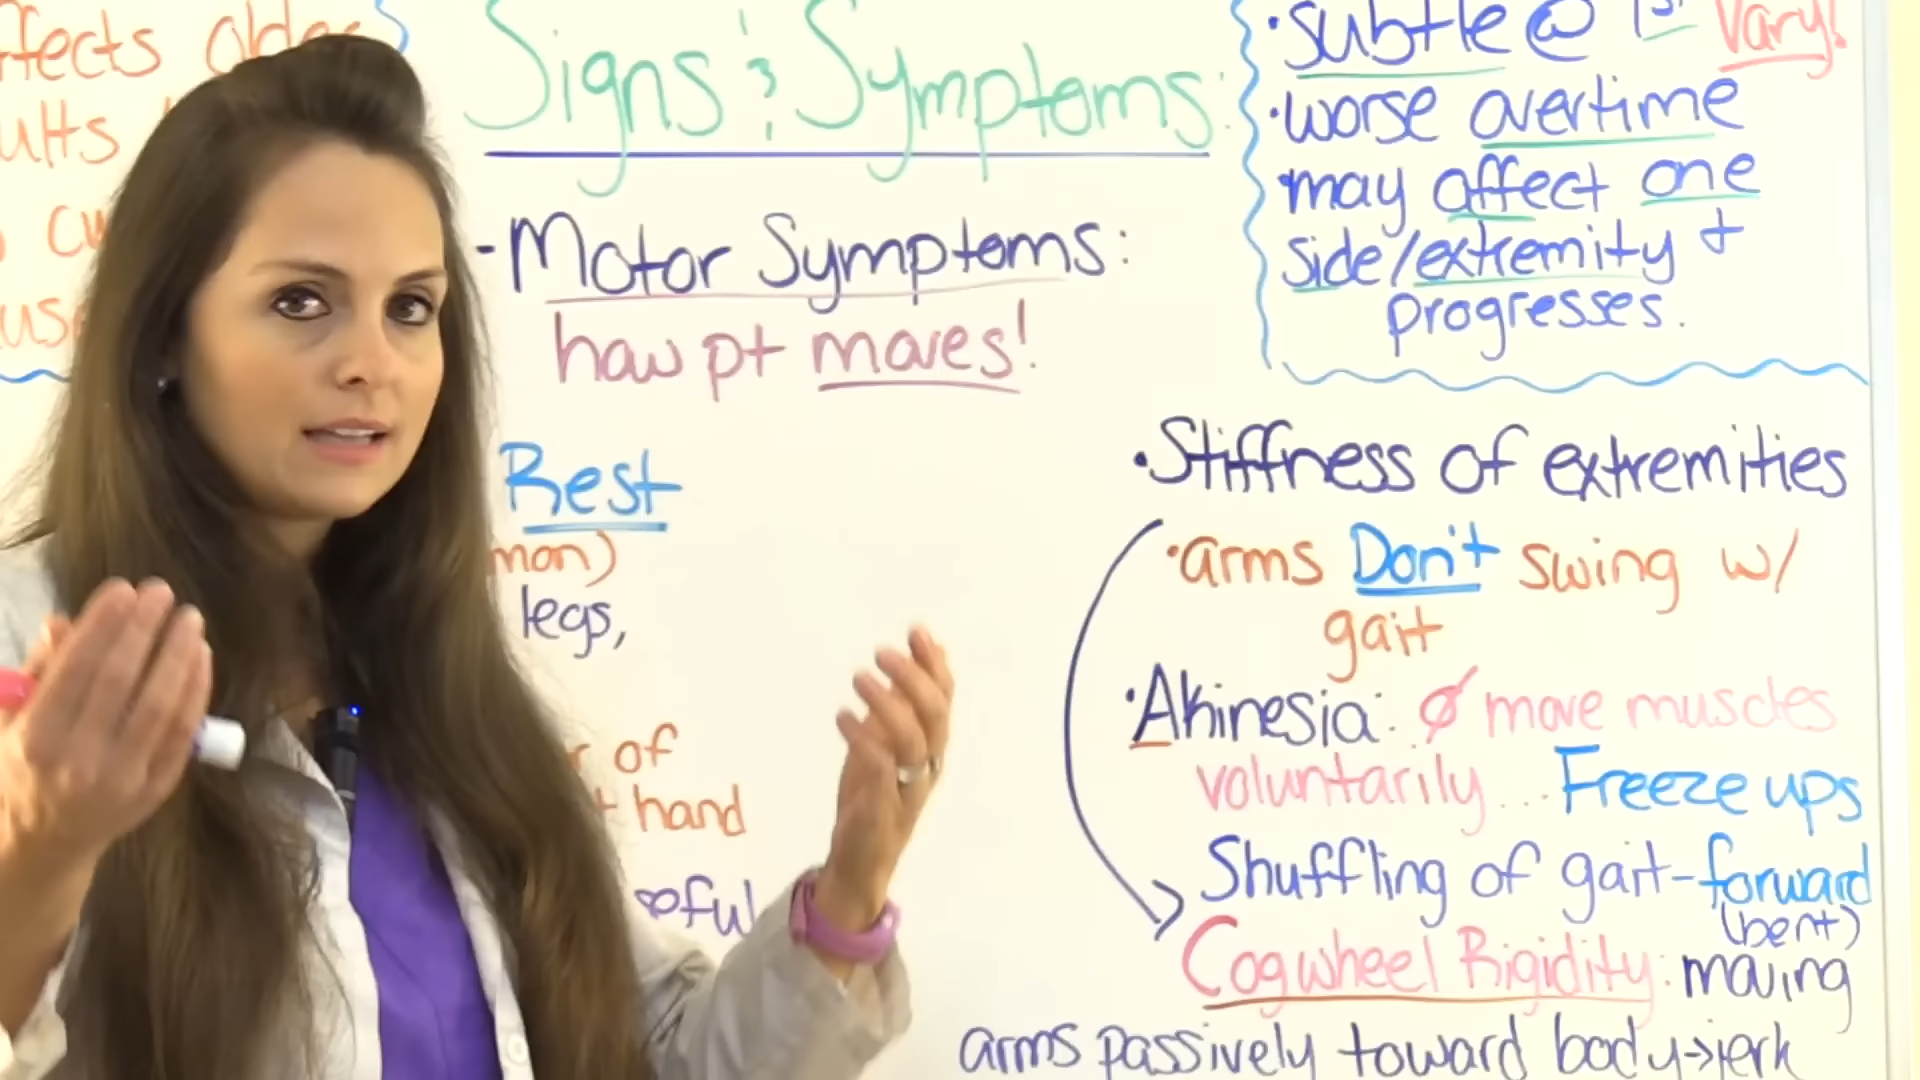 Signs & Symptoms:
- Motor Symptoms:
how pt moves!
Rest
legs,
of
hand
• subtle @ 1st vary!
• worse overtime
• may affect one
side/extremity +
progresses.
• Stiffness of extremities
• arms Don't swing w/
gait
• Akinesia: Ø move muscles
voluntarily... Freeze ups
Shuffling of gait - forward
(bent)
Cogwheel Rigidity: moving
arms passively toward body → jerk